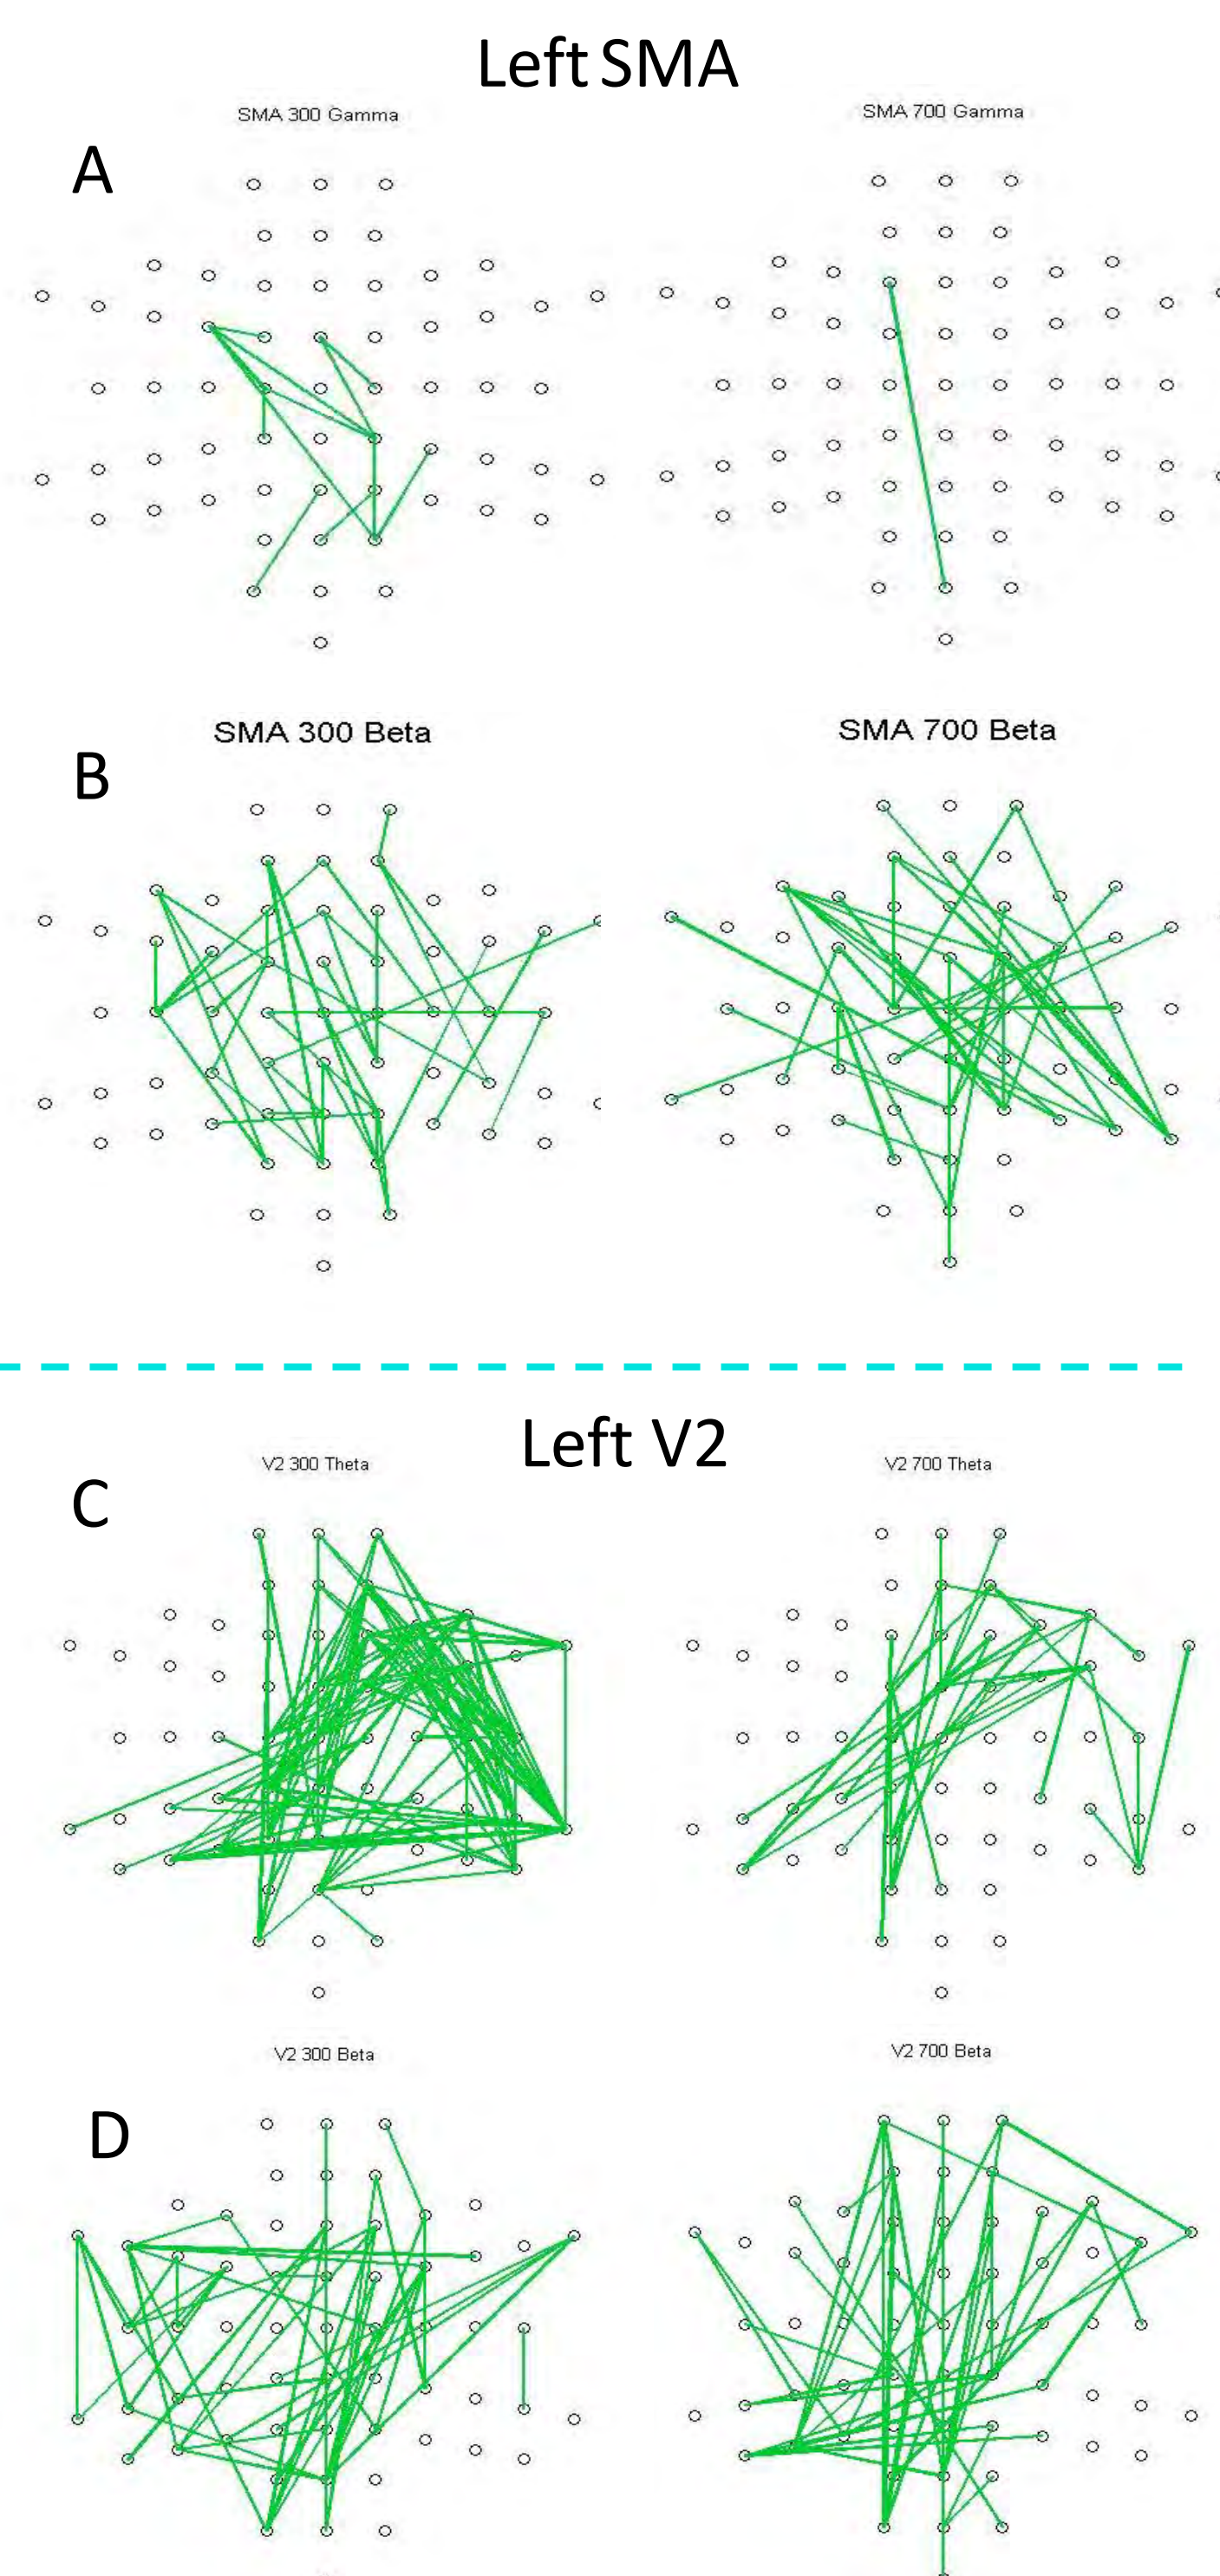 Left SMA
SMA 300 Gamma
SMA 700 Gamma
A
SMA 300 Beta
SMA 700 Beta
B
Left V2
V2 300 Theta
V2 700 Theta
C
V2 300 Beta
V2 700 Beta
D